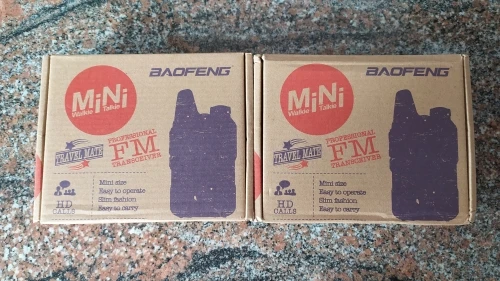 BAOFENG
MiNi
Walkie Talkie
TRAVEL MATE
PROFESSIONAL
FM
TRANSCEIVER
HD
CALLS
Mini size
Easy to operate
Slim fashion
Easy to carry
BAOFENG
MiNi
Walkie Talkie
TRAVEL MATE
PROFESSIONAL
FM
TRANSCEIVER
HD
CALLS
Mini size
Easy to operate
Slim fashion
Easy to carry